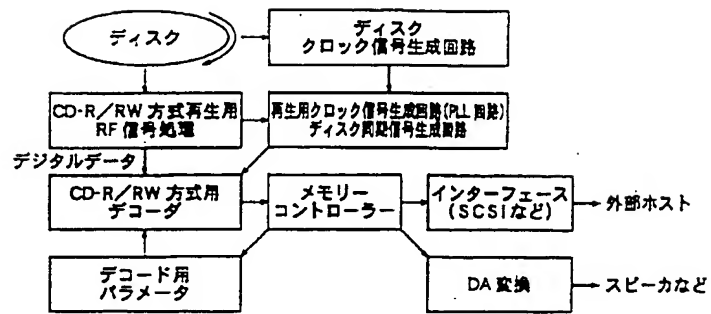 ディスク
ディスク
クロック信号生成回路
CD-R/RW 方式再生用
RF 信号処理
再生用クロック信号生成回路(PLL 回路)
ディスク同期信号生成回路
デジタルデータ
CD-R/RW 方式用
デコーダ
メモリー
コントローラー
インターフェース
(SCSIなど)
外部ホスト
デコード用
パラメータ
DA 変換
スピーカなど